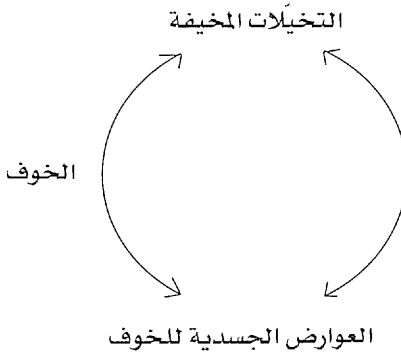 التخيّلات المخيفة
الخوف
العوارض الجسدية للخوف